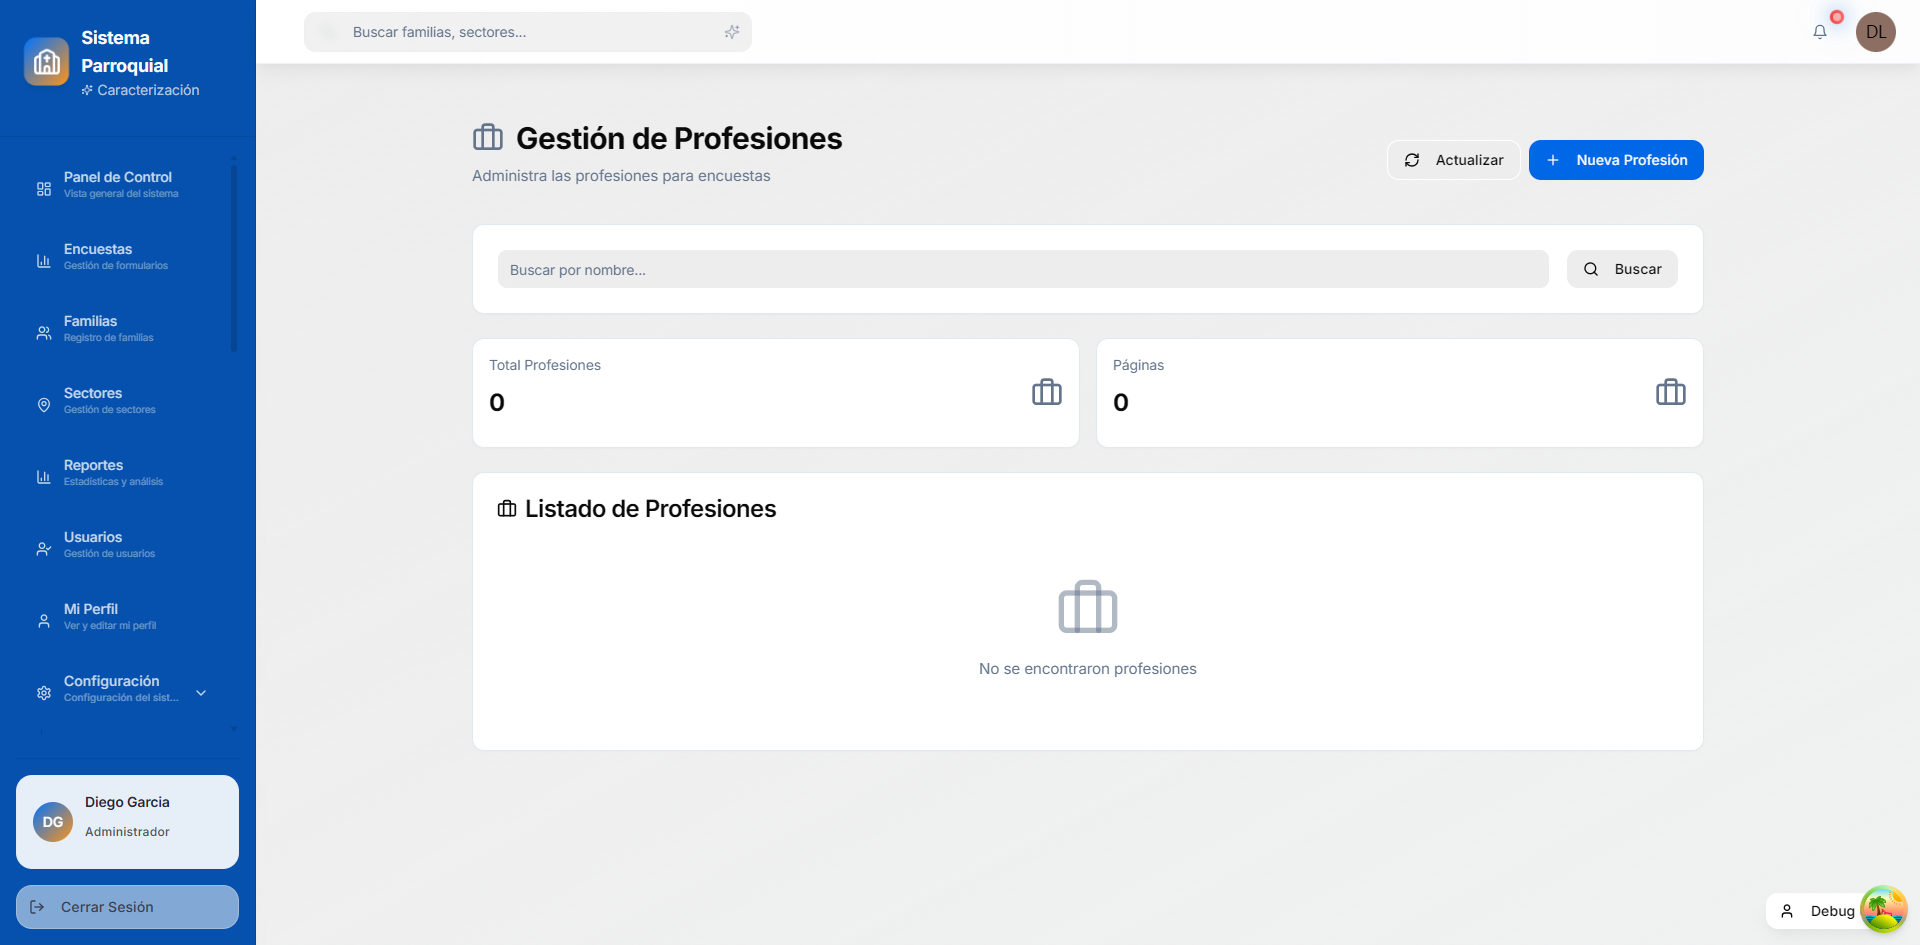 Sistema
Parroquial
Caracterización
Panel de Control
Vista general del sistema
Encuestas
Gestión de formularios
Familias
Registro de familias
Sectores
Gestión de sectores
Reportes
Estadísticas y análisis
Usuarios
Gestión de usuarios
Mi Perfil
Ver y editar mi perfil
Configuración
Configuración del sist...
DG
Diego Garcia
Administrador
Cerrar Sesión
Buscar familias, sectores...
DL
Gestión de Profesiones
Administra las profesiones para encuestas
Actualizar
Nueva Profesión
Buscar por nombre...
Buscar
Total Profesiones
0
Páginas
0
Listado de Profesiones
No se encontraron profesiones
Debug